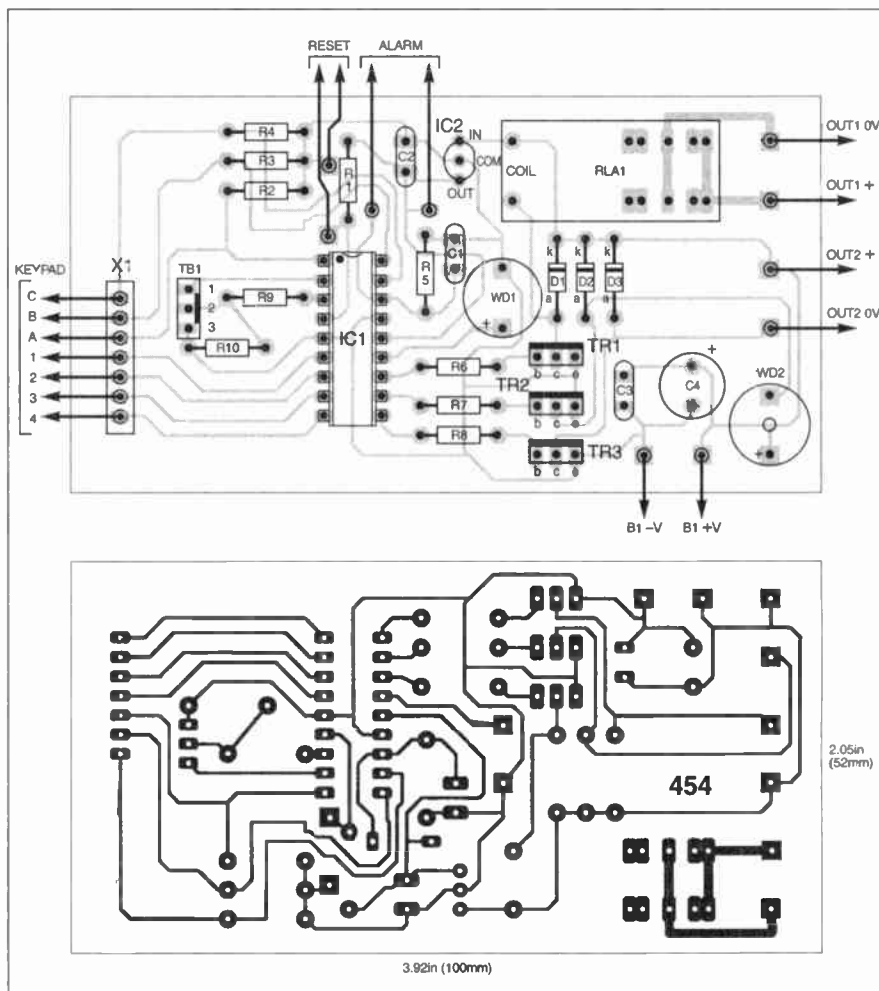 RESET ALARM
R4
R3
R2
R1
C2
IC2
IN
COM
OUT
COIL
RLA1
OUT1 0V
OUT1 +
OUT2 +
OUT2 0V
KEYPAD
X1
C
B
A
1
2
3
4
TB1
1
2
3
R9
R10
IC1
R5
C1
WD1
+
k k k
D1 D2 D3
a a a
R6
R7
R8
TR1
b c e
TR2
b c e
TR3
b c e
C3
+
C4
WD2
+
B1 –V B1 +V
454
2.05in
(52mm)
3.92in (100mm)